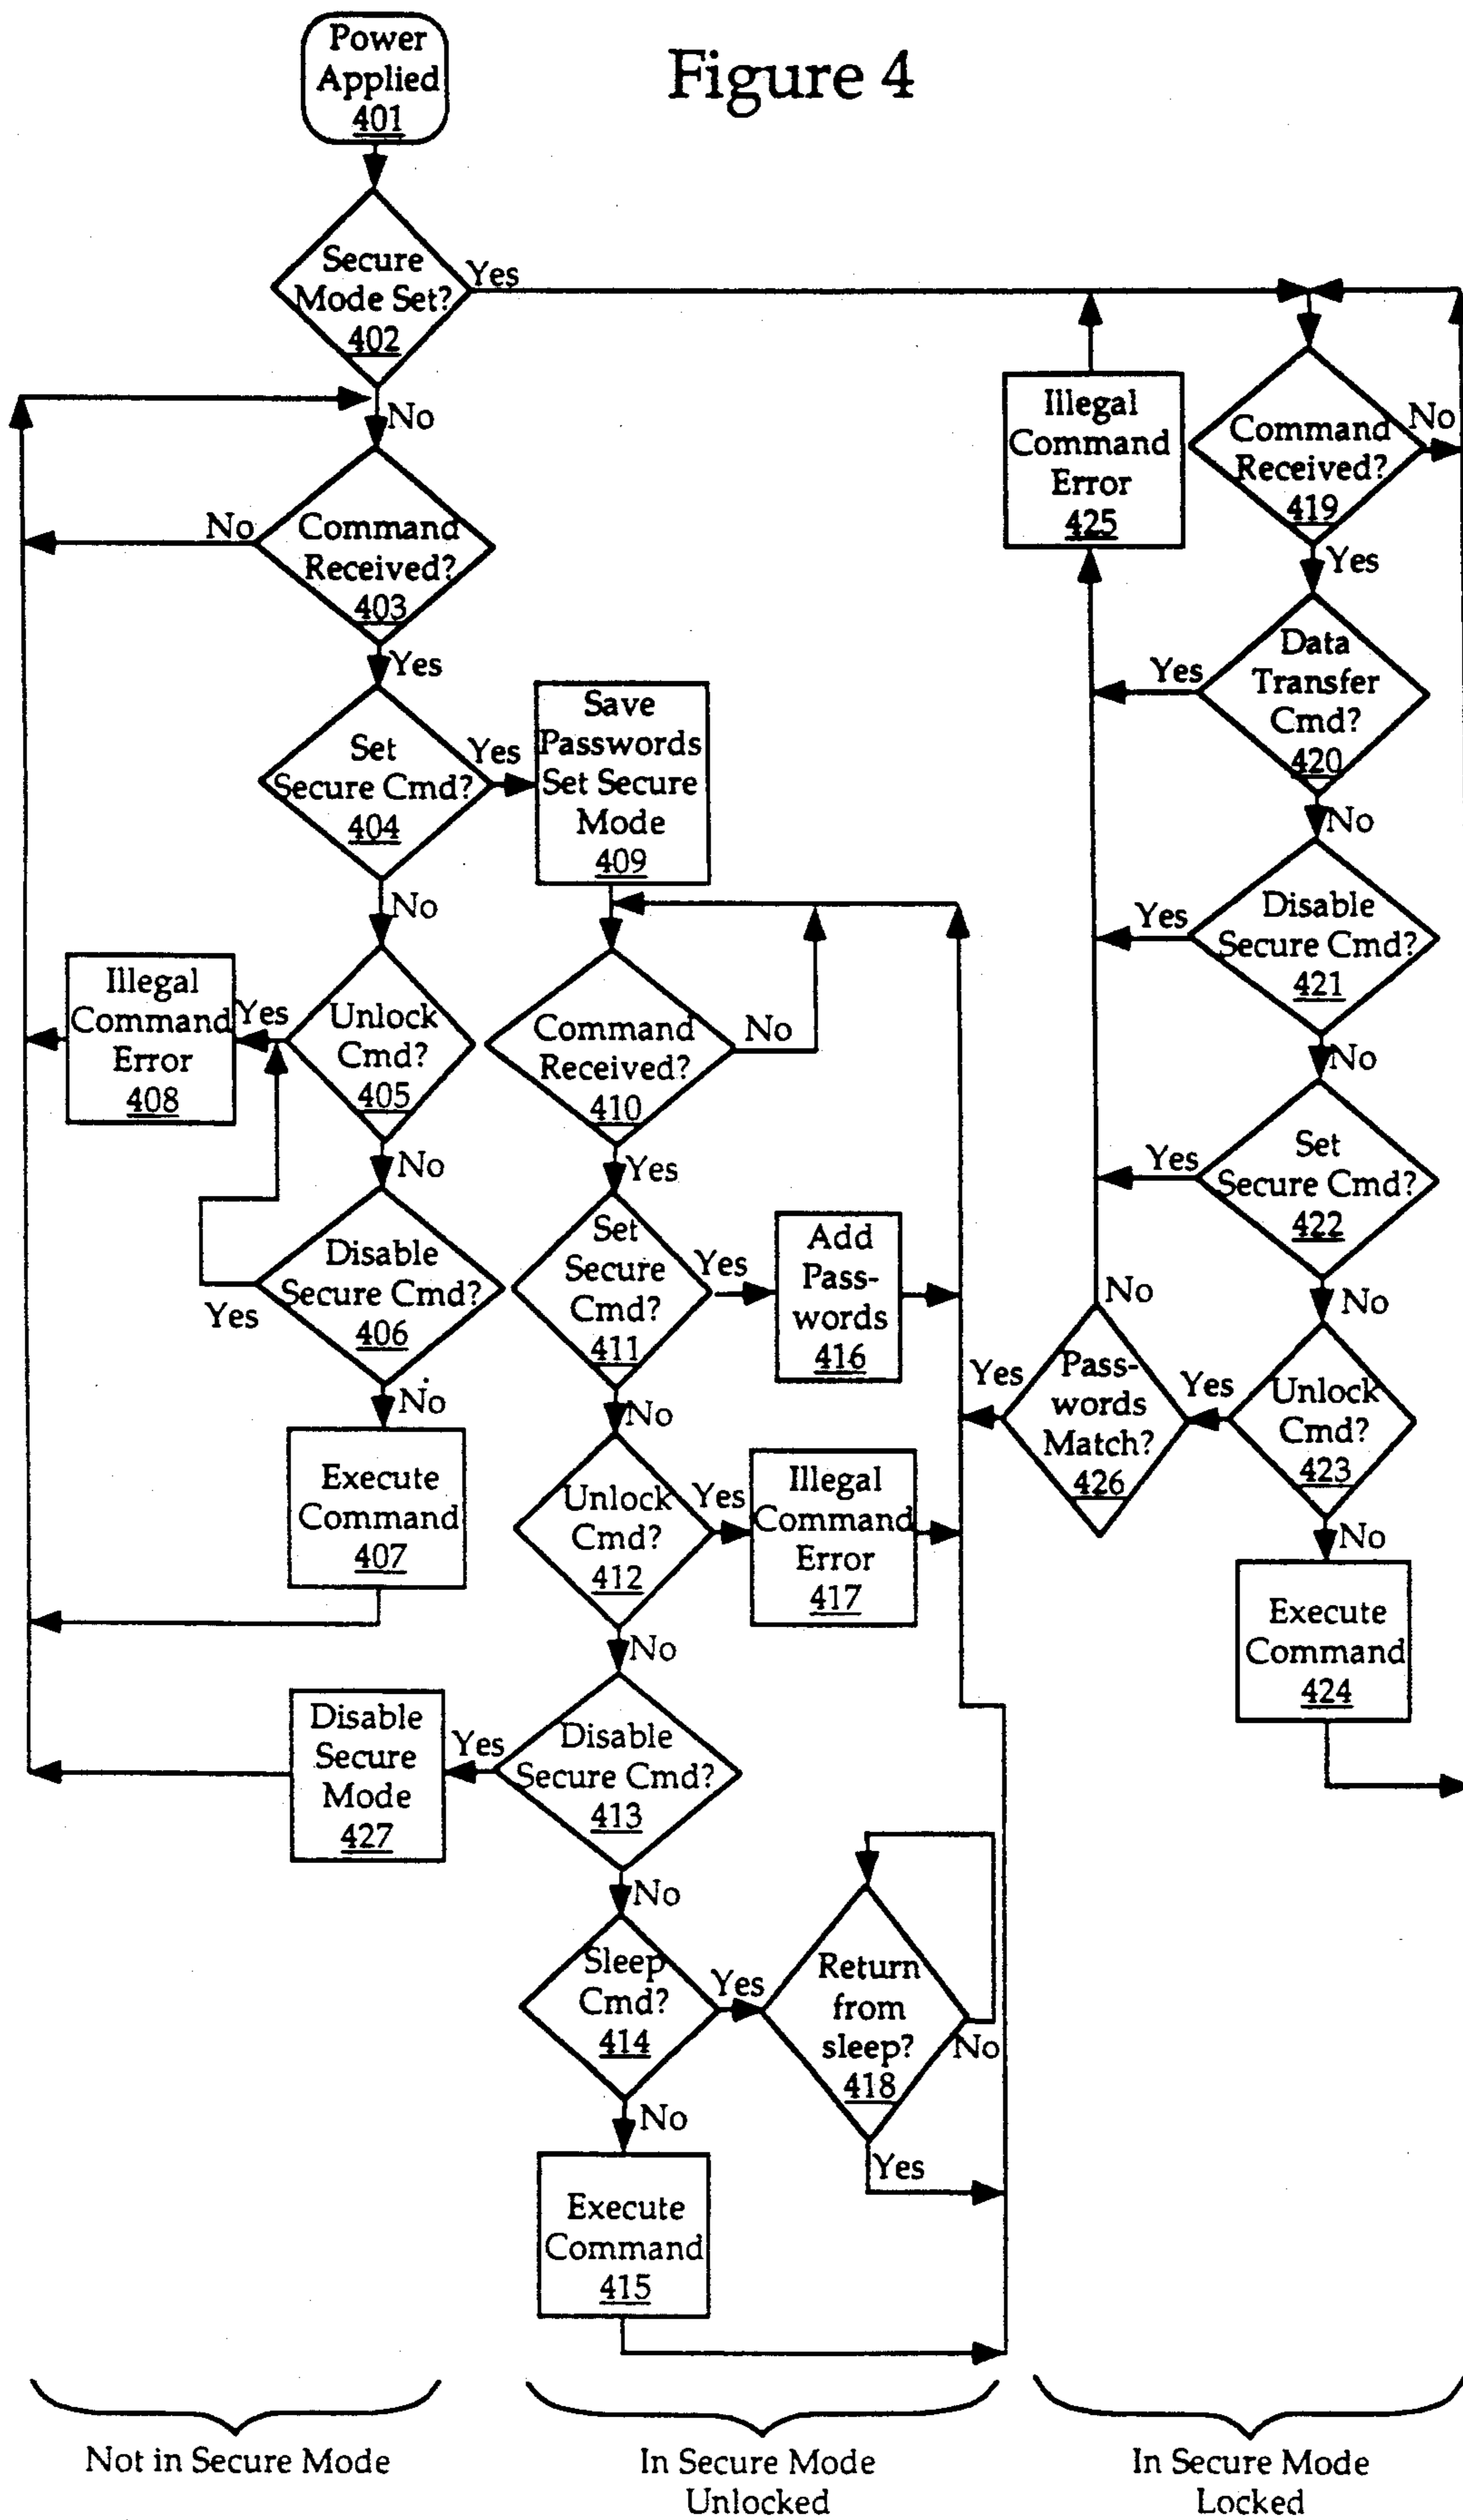 Figure 4
Power
Applied
401
Secure
Mode Set?
402
Yes
No
Command
Received?
403
No
Yes
Set
Secure Cmd?
404
Yes
No
Unlock
Cmd?
405
Yes
No
Illegal
Command
Error
408
Disable
Secure Cmd?
406
Yes
No
Execute
Command
407
Save
Passwords
Set Secure
Mode
409
Command
Received?
410
No
Yes
Set
Secure
Cmd?
411
Yes
No
Add
Pass-
words
416
Unlock
Cmd?
412
Yes
No
Illegal
Command
Error
417
Disable
Secure Cmd?
413
Yes
No
Disable
Secure
Mode
427
Sleep
Cmd?
414
Yes
No
Return
from
sleep?
418
No
Yes
Execute
Command
415
Illegal
Command
Error
425
Command
Received?
419
No
Yes
Data
Transfer
Cmd?
420
Yes
No
Disable
Secure Cmd?
421
Yes
No
Set
Secure Cmd?
422
Yes
No
Unlock
Cmd?
423
Yes
No
Pass-
words
Match?
426
No
Yes
Execute
Command
424
Not in Secure Mode
In Secure Mode
Unlocked
In Secure Mode
Locked